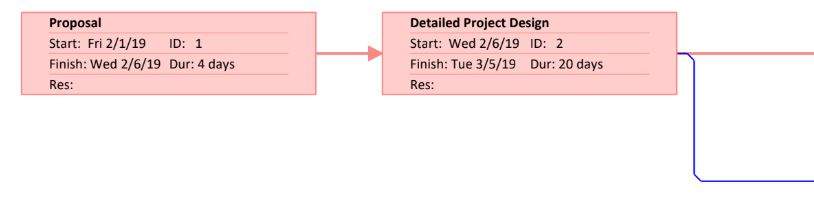 Proposal
Start: Fri 2/1/19 ID: 1
Finish: Wed 2/6/19 Dur: 4 days
Res:
Detailed Project Design
Start: Wed 2/6/19 ID: 2
Finish: Tue 3/5/19 Dur: 20 days
Res: